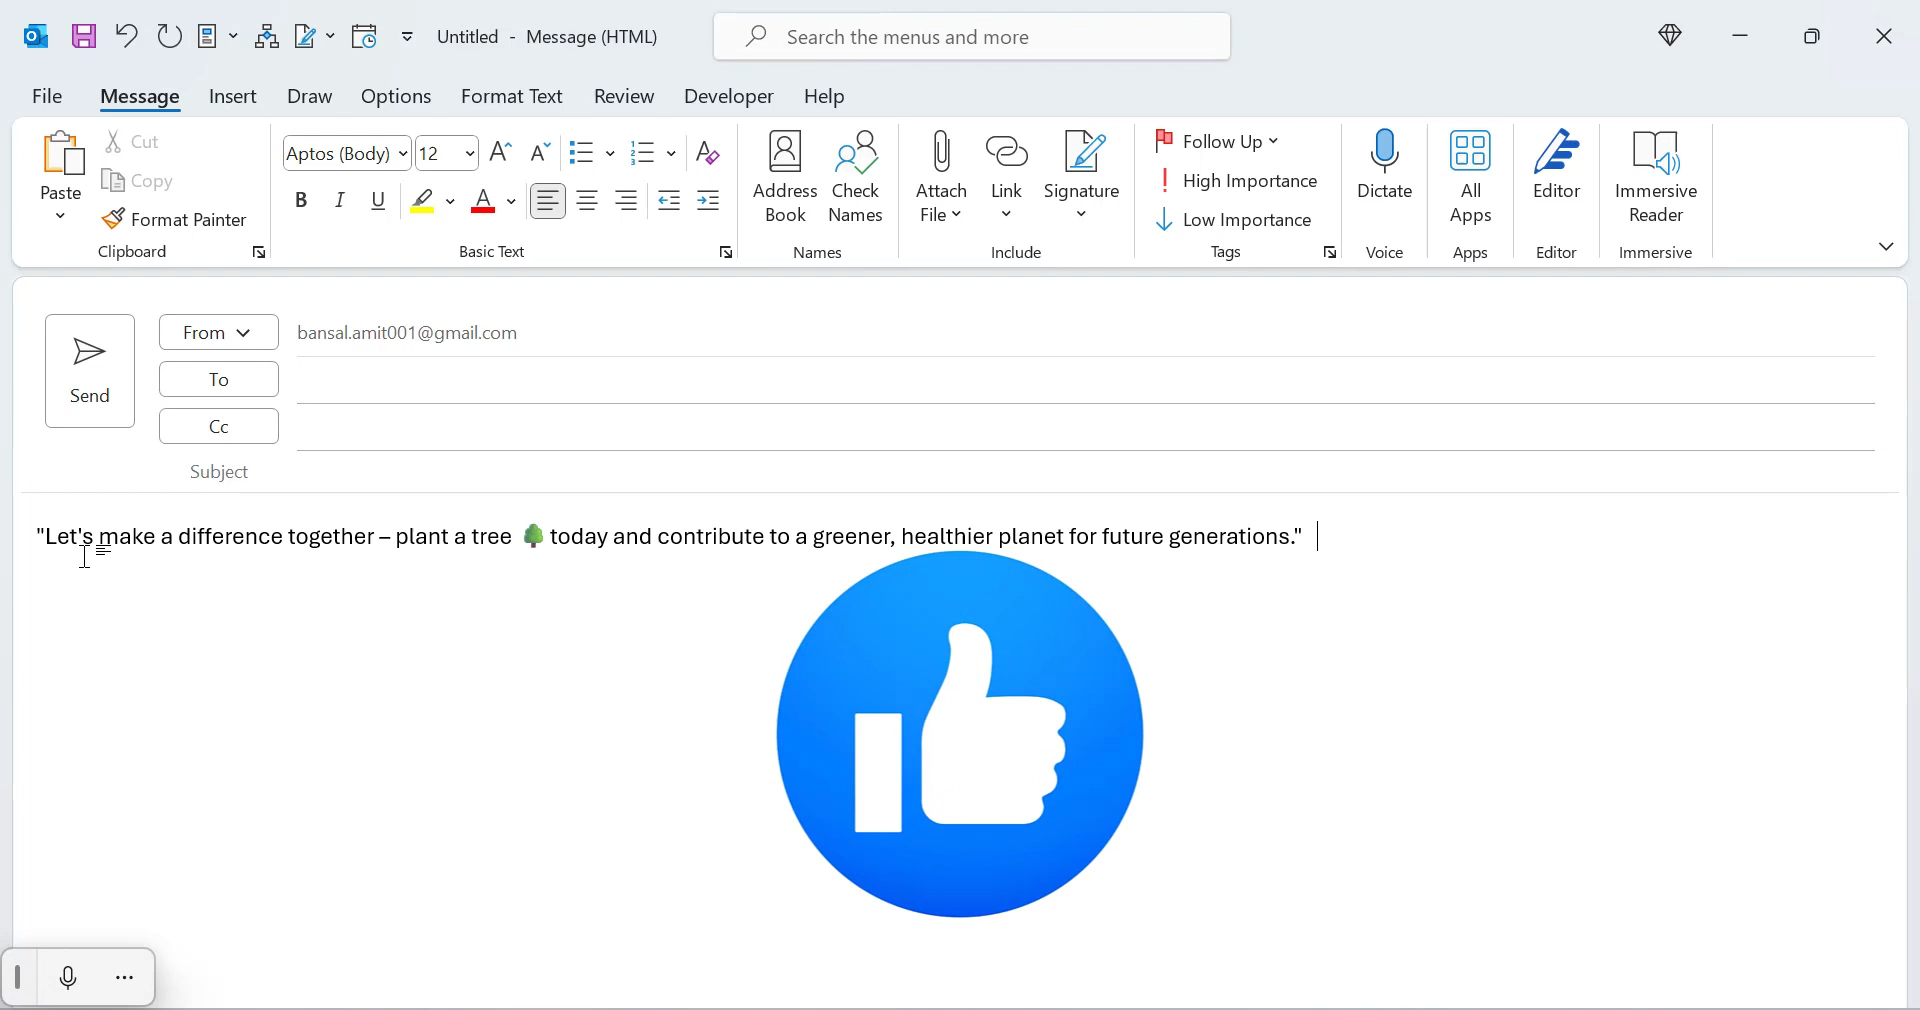 Untitled - Message (HTML)
Search the menus and more
File Message Insert Draw Options Format Text Review Developer Help
Paste
Cut
Copy
Format Painter
Clipboard
Aptos (Body) 12
B I U A
Basic Text
Address Book
Check Names
Names
Attach File
Link
Signature
Include
Follow Up
High Importance
Low Importance
Tags
Dictate
Voice
All Apps
Apps
Editor
Editor
Immersive Reader
Immersive
Send
From bansal.amit001@gmail.com
To
Cc
Subject
"Let's make a difference together – plant a tree 🌳 today and contribute to a greener, healthier planet for future generations."